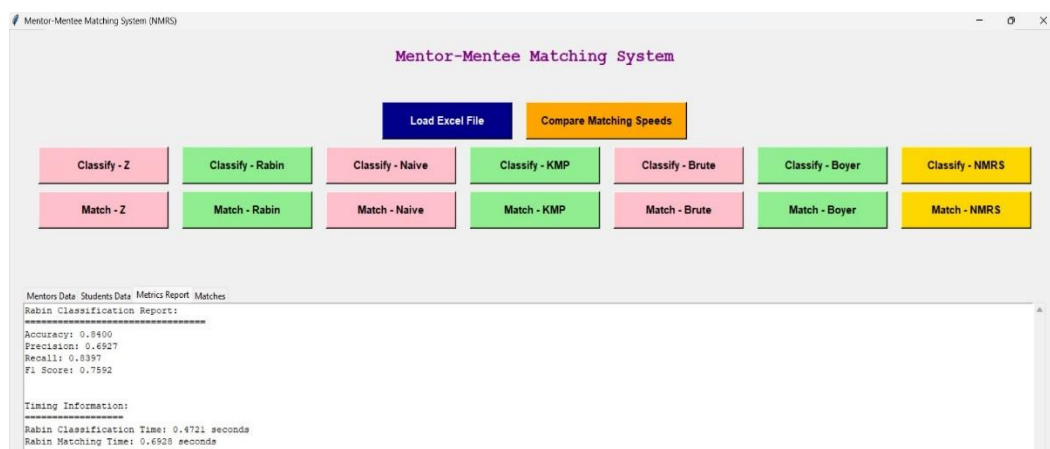 Mentor-Mentee Matching System (NMRS)
Mentor-Mentee Matching System
Load Excel File Compare Matching Speeds
Classify - Z Classify - Rabin Classify - Naive Classify - KMP Classify - Brute Classify - Boyer Classify - NMRS
Match - Z Match - Rabin Match - Naive Match - KMP Match - Brute Match - Boyer Match - NMRS
Mentors Data Students Data Metrics Report Matches
Rabin Classification Report:
=================================
Accuracy: 0.8400
Precision: 0.6927
Recall: 0.8397
F1 Score: 0.7592
Timing Information:
==================
Rabin Classification Time: 0.4721 seconds
Rabin Matching Time: 0.6928 seconds